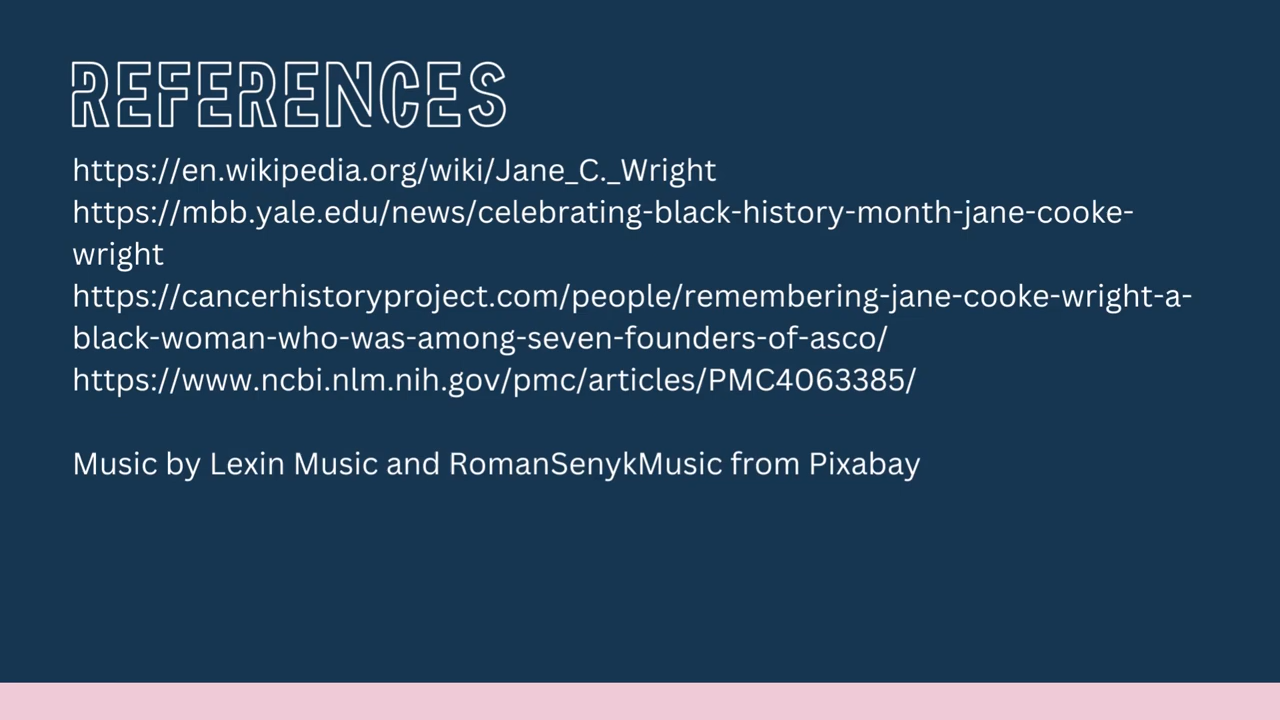 REFERENCES
https://en.wikipedia.org/wiki/Jane_C._Wright
https://mbb.yale.edu/news/celebrating-black-history-month-jane-cooke-
wright
https://cancerhistoryproject.com/people/remembering-jane-cooke-wright-a-
black-woman-who-was-among-seven-founders-of-asco/
https://www.ncbi.nlm.nih.gov/pmc/articles/PMC4063385/
Music by Lexin Music and RomanSenykMusic from Pixabay